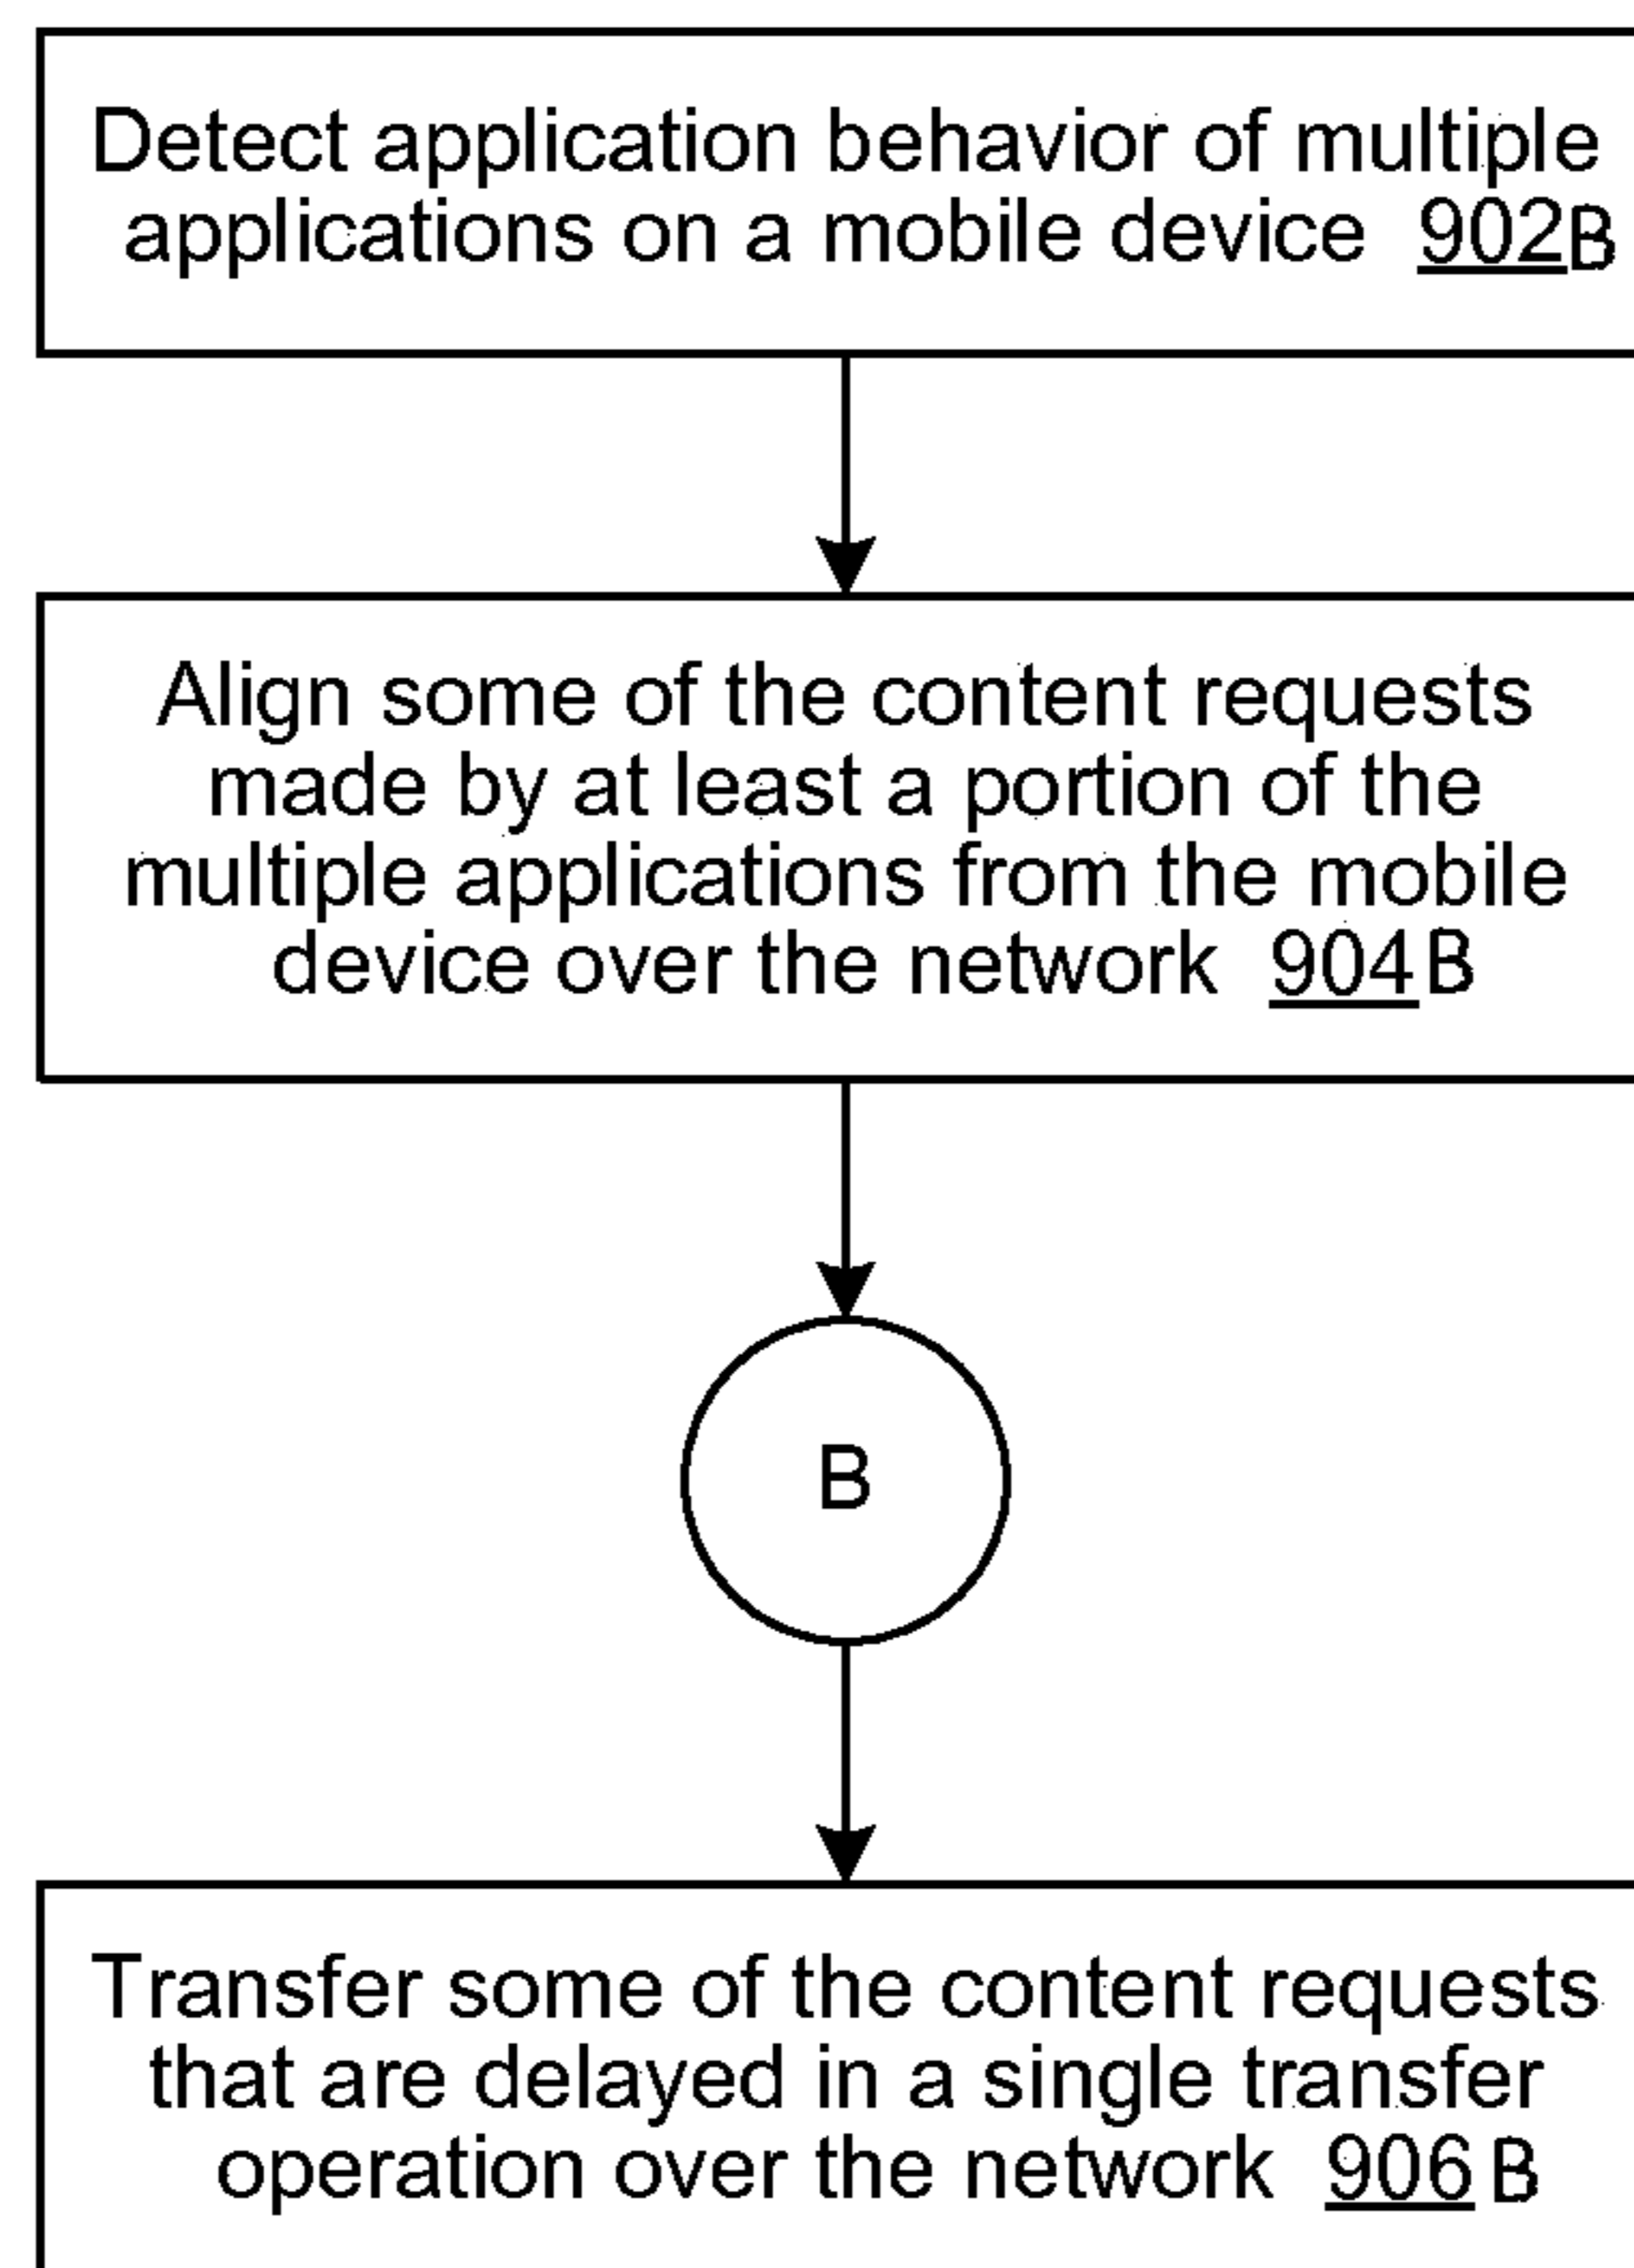 Detect application behavior of multiple
applications on a mobile device 902B
Align some of the content requests
made by at least a portion of the
multiple applications from the mobile
device over the network 904B
B
Transfer some of the content requests
that are delayed in a single transfer
operation over the network 906B